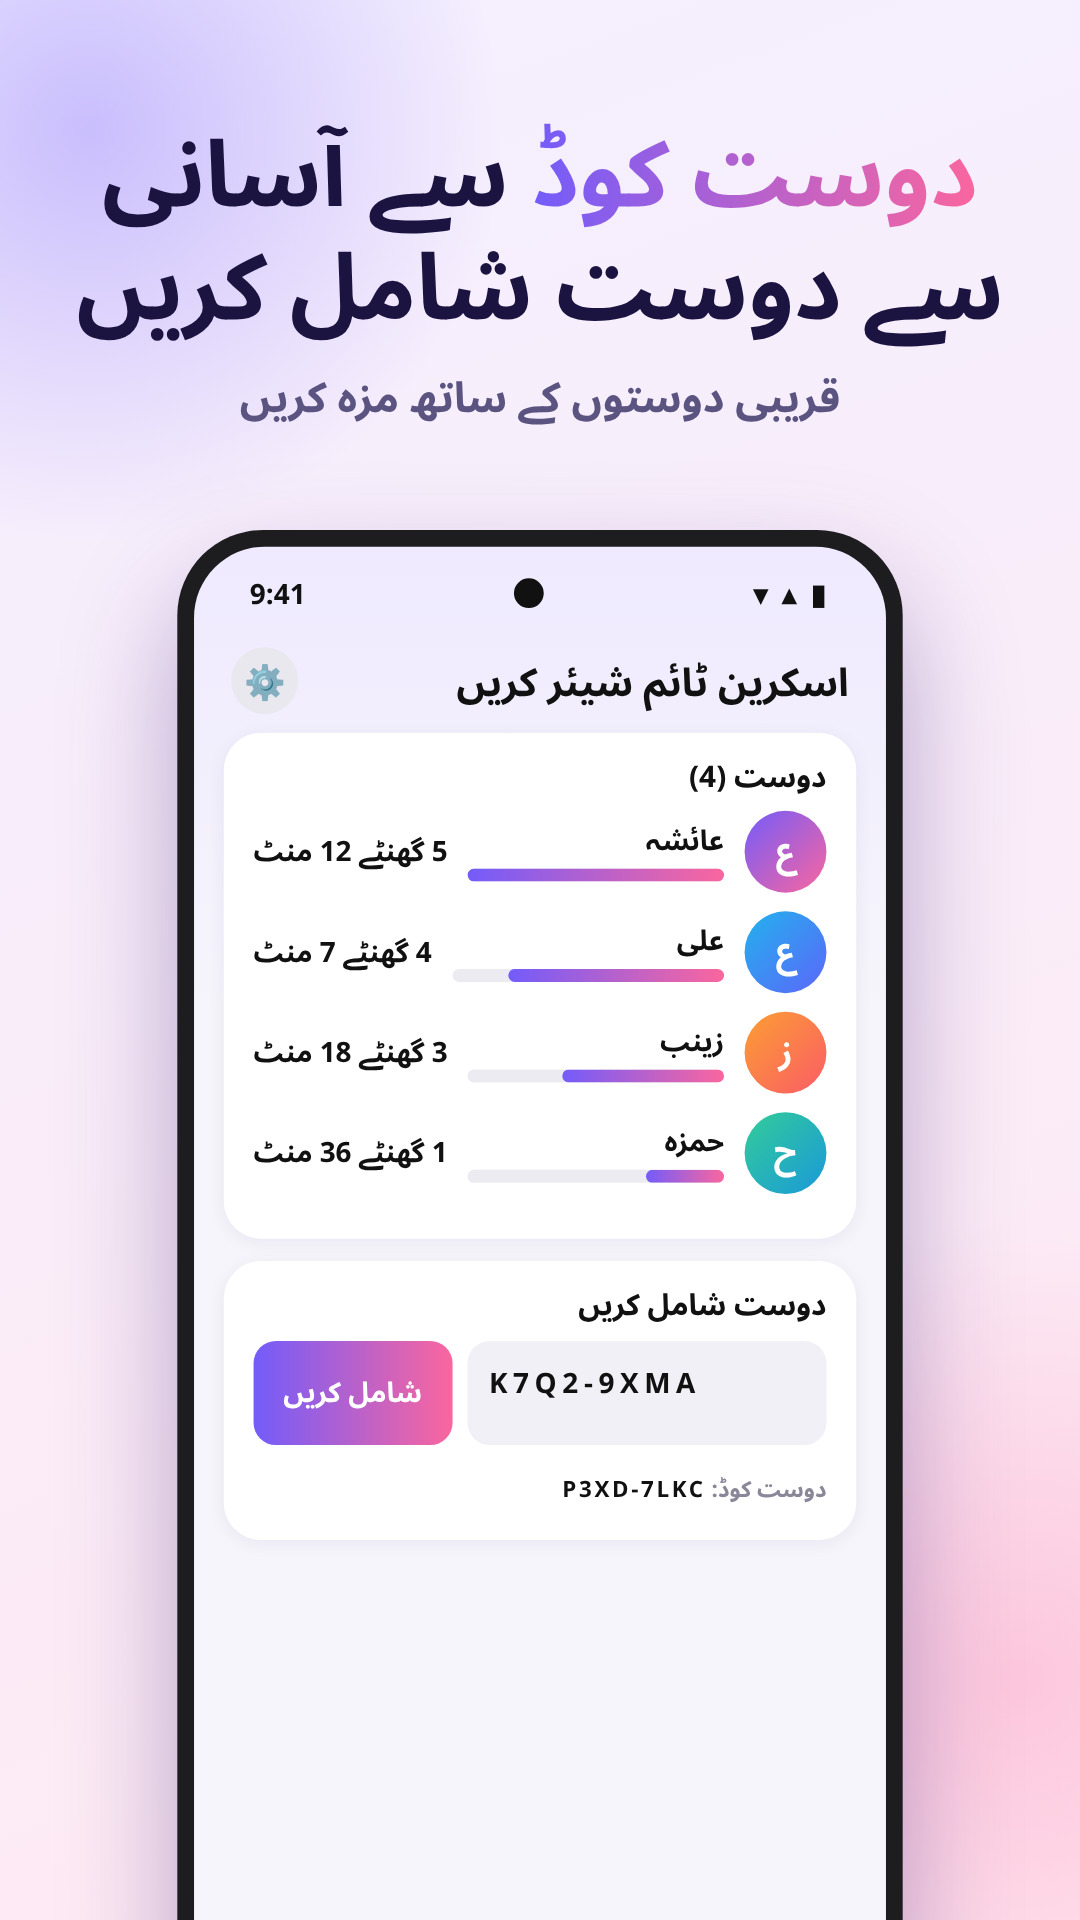 دوست کوڈ سے آسانی
سے دوست شامل کریں
قریبی دوستوں کے ساتھ مزہ کریں
9:41
اسکرین ٹائم شیئر کریں
دوست (4)
ع
عائشہ
5 گھنٹے 12 منٹ
ع
علی
4 گھنٹے 7 منٹ
ز
زینب
3 گھنٹے 18 منٹ
ح
حمزہ
1 گھنٹے 36 منٹ
دوست شامل کریں
K7Q2-9XMA
شامل کریں
دوست کوڈ: P3XD-7LKC